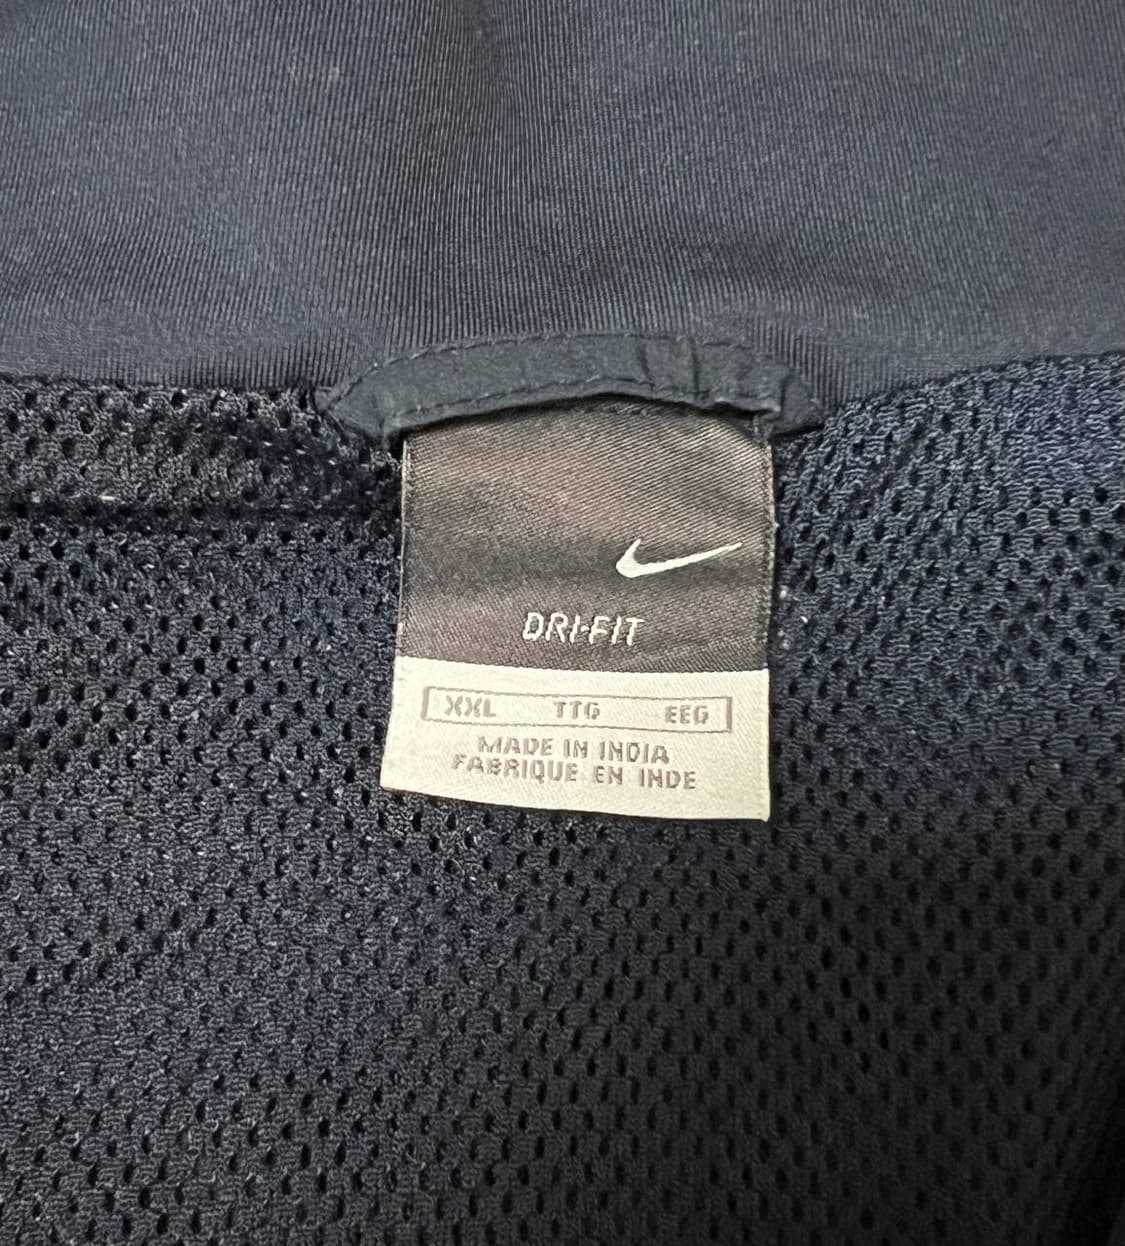 DRI-FIT
XXL TTG EEG
MADE IN INDIA
FABRIQUE EN INDE